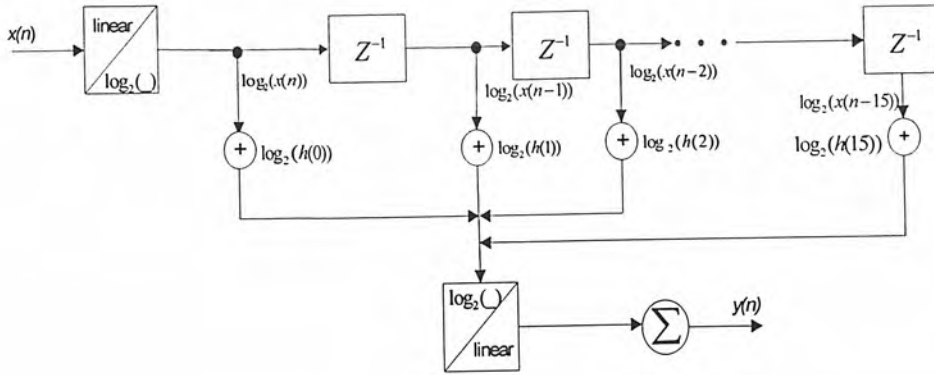 x(n)
linear
log₂(_)
Z⁻¹
Z⁻¹
Z⁻¹
log₂(x(n))
log₂(x(n−1))
log₂(x(n−2))
log₂(x(n−15))
+ log₂(h(0))
+ log₂(h(1))
+ log₂(h(2))
log₂(h(15)) +
log₂(_)
linear
Σ
y(n)